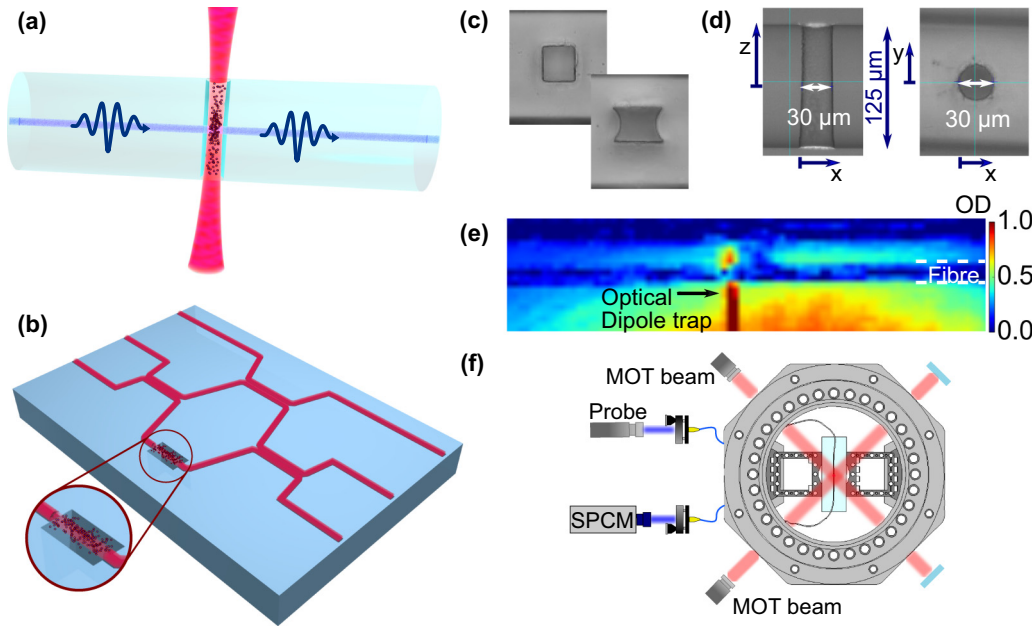 (a)
(b)
(c)
(d)
z
125 µm
y
30 µm
30 µm
x
x
(e)
OD
1.0
0.5
0.0
Fibre
Optical
Dipole trap
(f)
MOT beam
Probe
SPCM
MOT beam